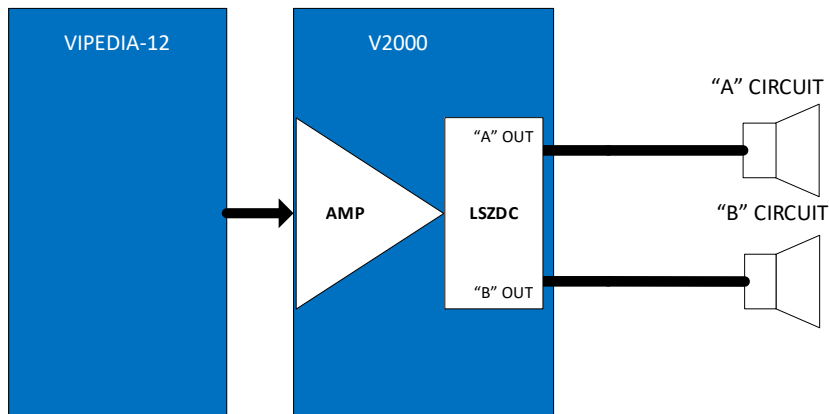 VIPEDIA-12
V2000
“A” CIRCUIT
“A” OUT
AMP
LSZDC
“B” CIRCUIT
“B” OUT